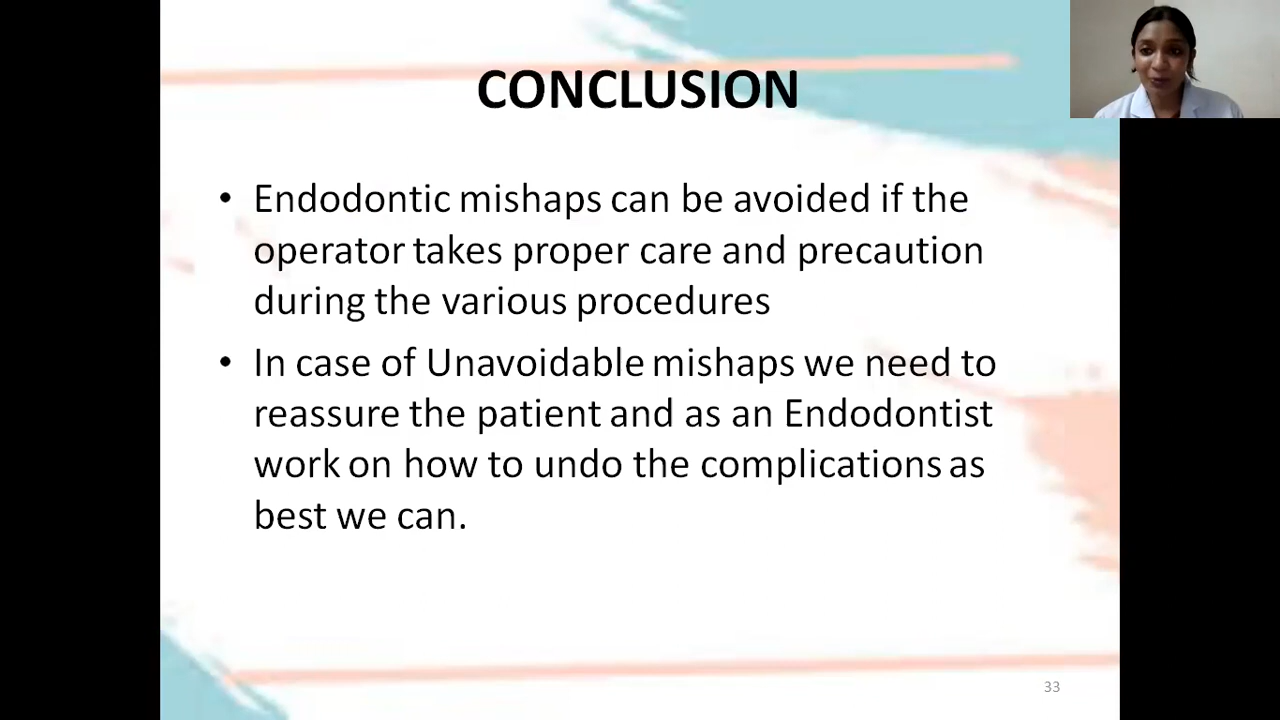 CONCLUSION
• Endodontic mishaps can be avoided if the
operator takes proper care and precaution
during the various procedures
• In case of Unavoidable mishaps we need to
reassure the patient and as an Endodontist
work on how to undo the complications as
best we can.
33